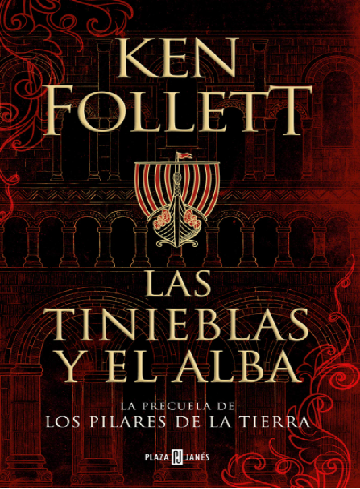 KEN
FOLLETT
LAS
TINIEBLAS
Y EL ALBA
LA PRECUELA DE
LOS PILARES DE LA TIERRA
PLAZA JANÉS